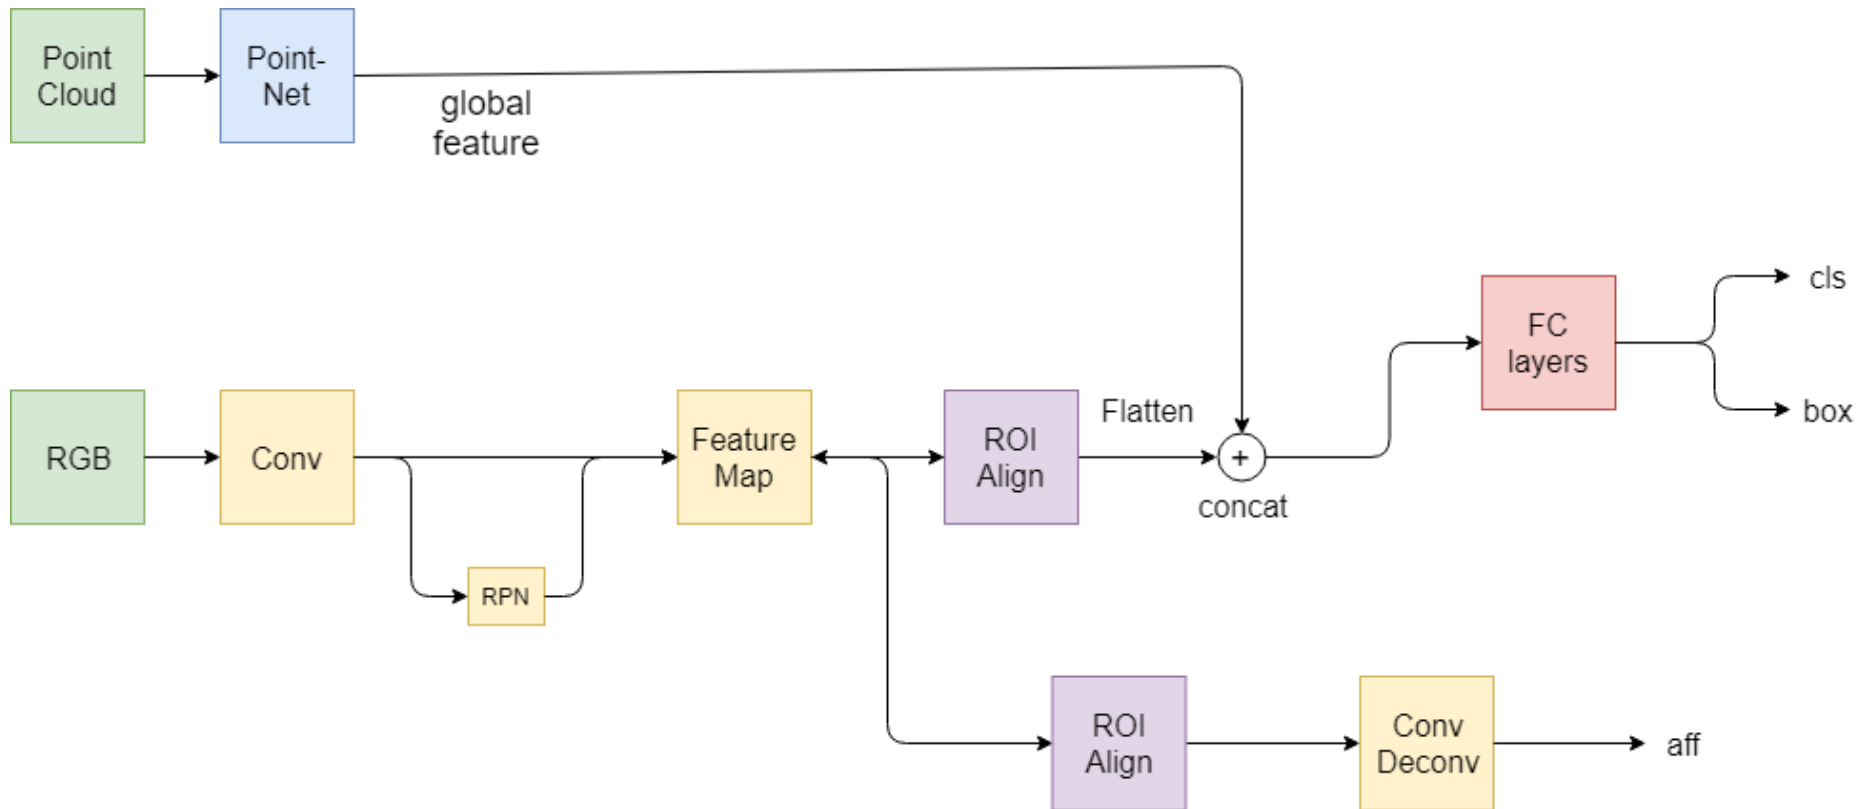 Point
Cloud
Point-
Net
global
feature
RGB
Conv
RPN
Feature
Map
ROI
Align
Flatten
+
concat
FC
layers
cls
box
ROI
Align
Conv
Deconv
aff